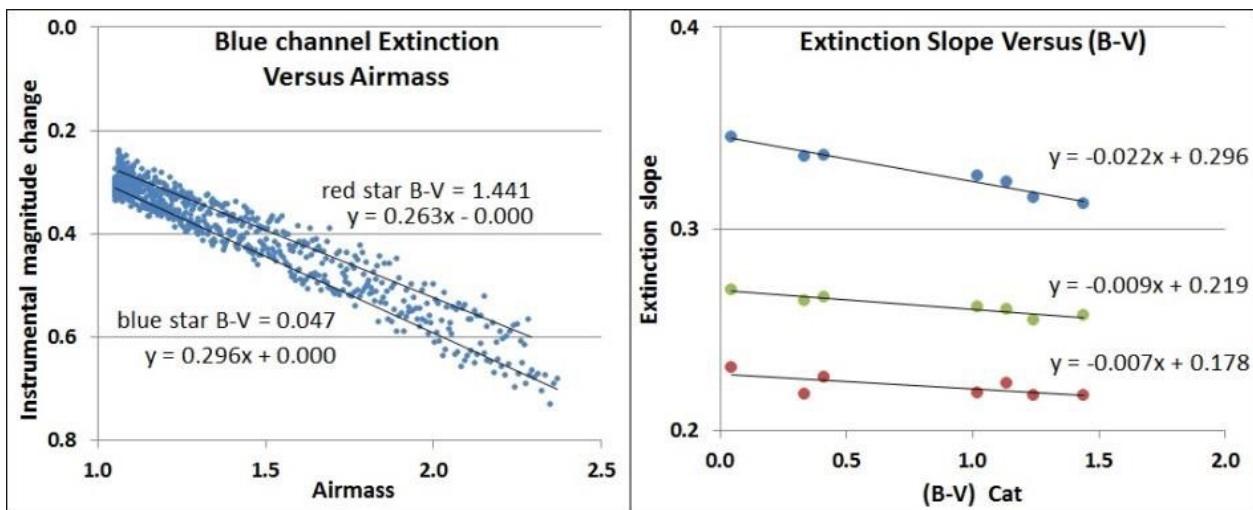 Blue channel Extinction
Versus Airmass
Instrumental magnitude change
0.0
0.2
0.4
0.6
0.8
red star B-V = 1.441
y = 0.263x - 0.000
blue star B-V = 0.047
y = 0.296x + 0.000
1.0
1.5
2.0
2.5
Airmass
Extinction Slope Versus (B-V)
Extinction slope
0.4
0.3
0.2
y = -0.022x + 0.296
y = -0.009x + 0.219
y = -0.007x + 0.178
0.0
0.5
1.0
1.5
2.0
(B-V) Cat